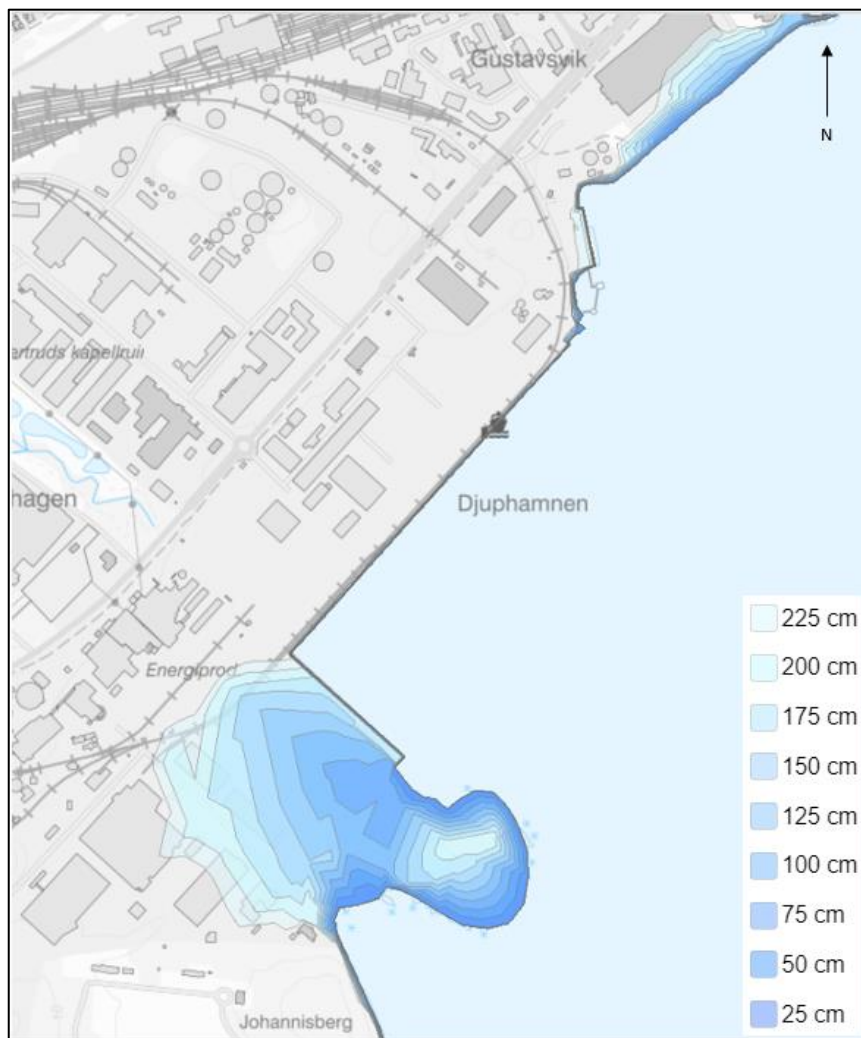 Gustavsvik
N
ertruds kapellruin
hagen
Djuphamnen
Energiprod
Johannisberg
225 cm
200 cm
175 cm
150 cm
125 cm
100 cm
75 cm
50 cm
25 cm